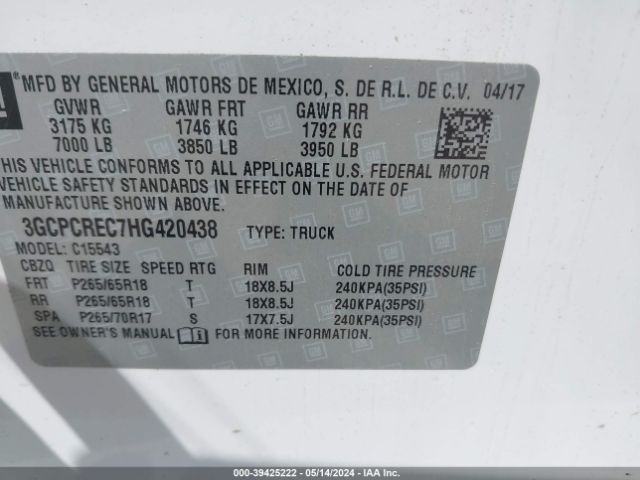 GM ® MFD BY GENERAL MOTORS DE MEXICO, S. DE R.L. DE C.V. 04/17
GVWR GAWR FRT GAWR RR
3175 KG 1746 KG 1792 KG
7000 LB 3850 LB 3950 LB
THIS VEHICLE CONFORMS TO ALL APPLICABLE U.S. FEDERAL MOTOR
VEHICLE SAFETY STANDARDS IN EFFECT ON THE DATE OF
MANUFACTURE SHOWN ABOVE.
3GCPCREC7HG420438 TYPE: TRUCK
MODEL: C15543
CBZQ TIRE SIZE SPEED RTG RIM COLD TIRE PRESSURE
FRT P265/65R18 T 18X8.5J 240KPA(35PSI)
RR P265/65R18 T 18X8.5J 240KPA(35PSI)
SPA P265/70R17 S 17X7.5J 240KPA(35PSI)
SEE OWNER'S MANUAL FOR MORE INFORMATION.
000-39425222 - 05/14/2024 - IAAI.COM